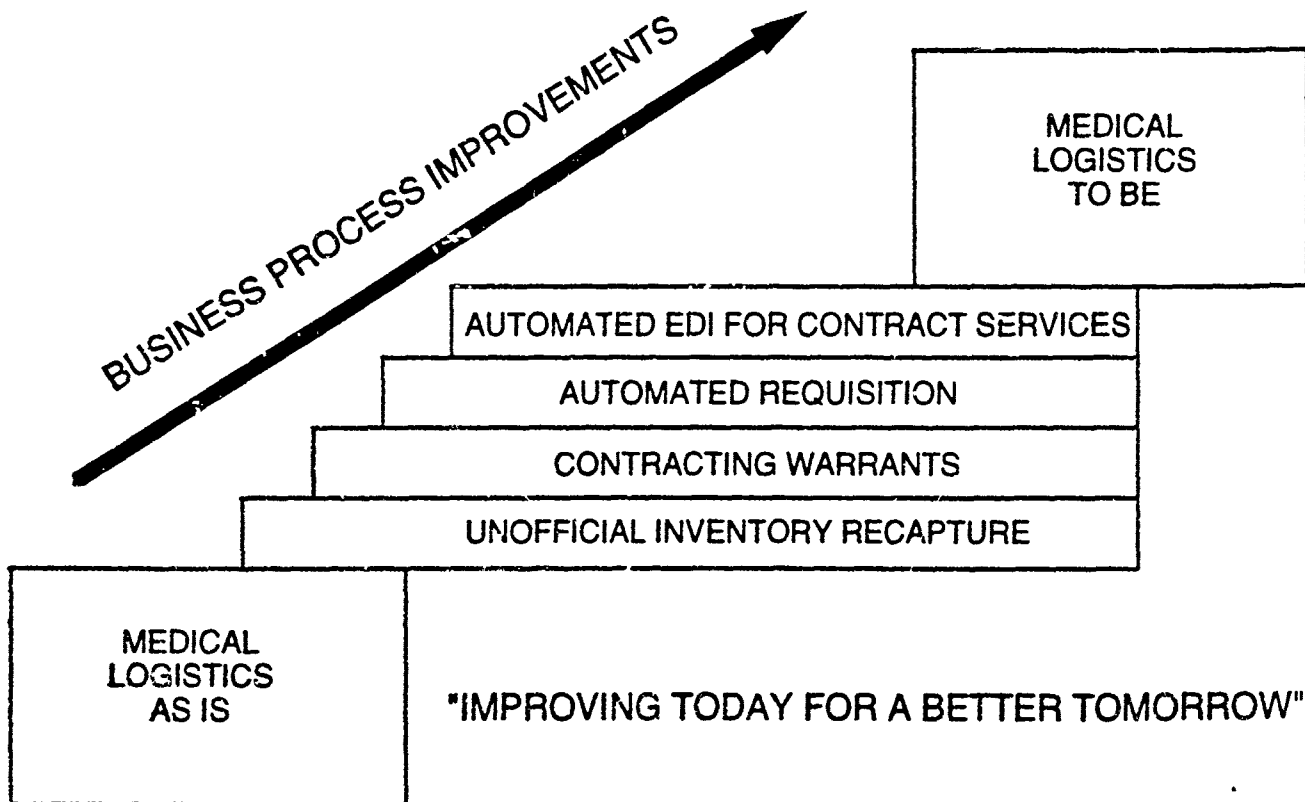 BUSINESS PROCESS IMPROVEMENTS
MEDICAL
LOGISTICS
TO BE
AUTOMATED EDI FOR CONTRACT SERVICES
AUTOMATED REQUISITION
CONTRACTING WARRANTS
UNOFFICIAL INVENTORY RECAPTURE
MEDICAL
LOGISTICS
AS IS
"IMPROVING TODAY FOR A BETTER TOMORROW"